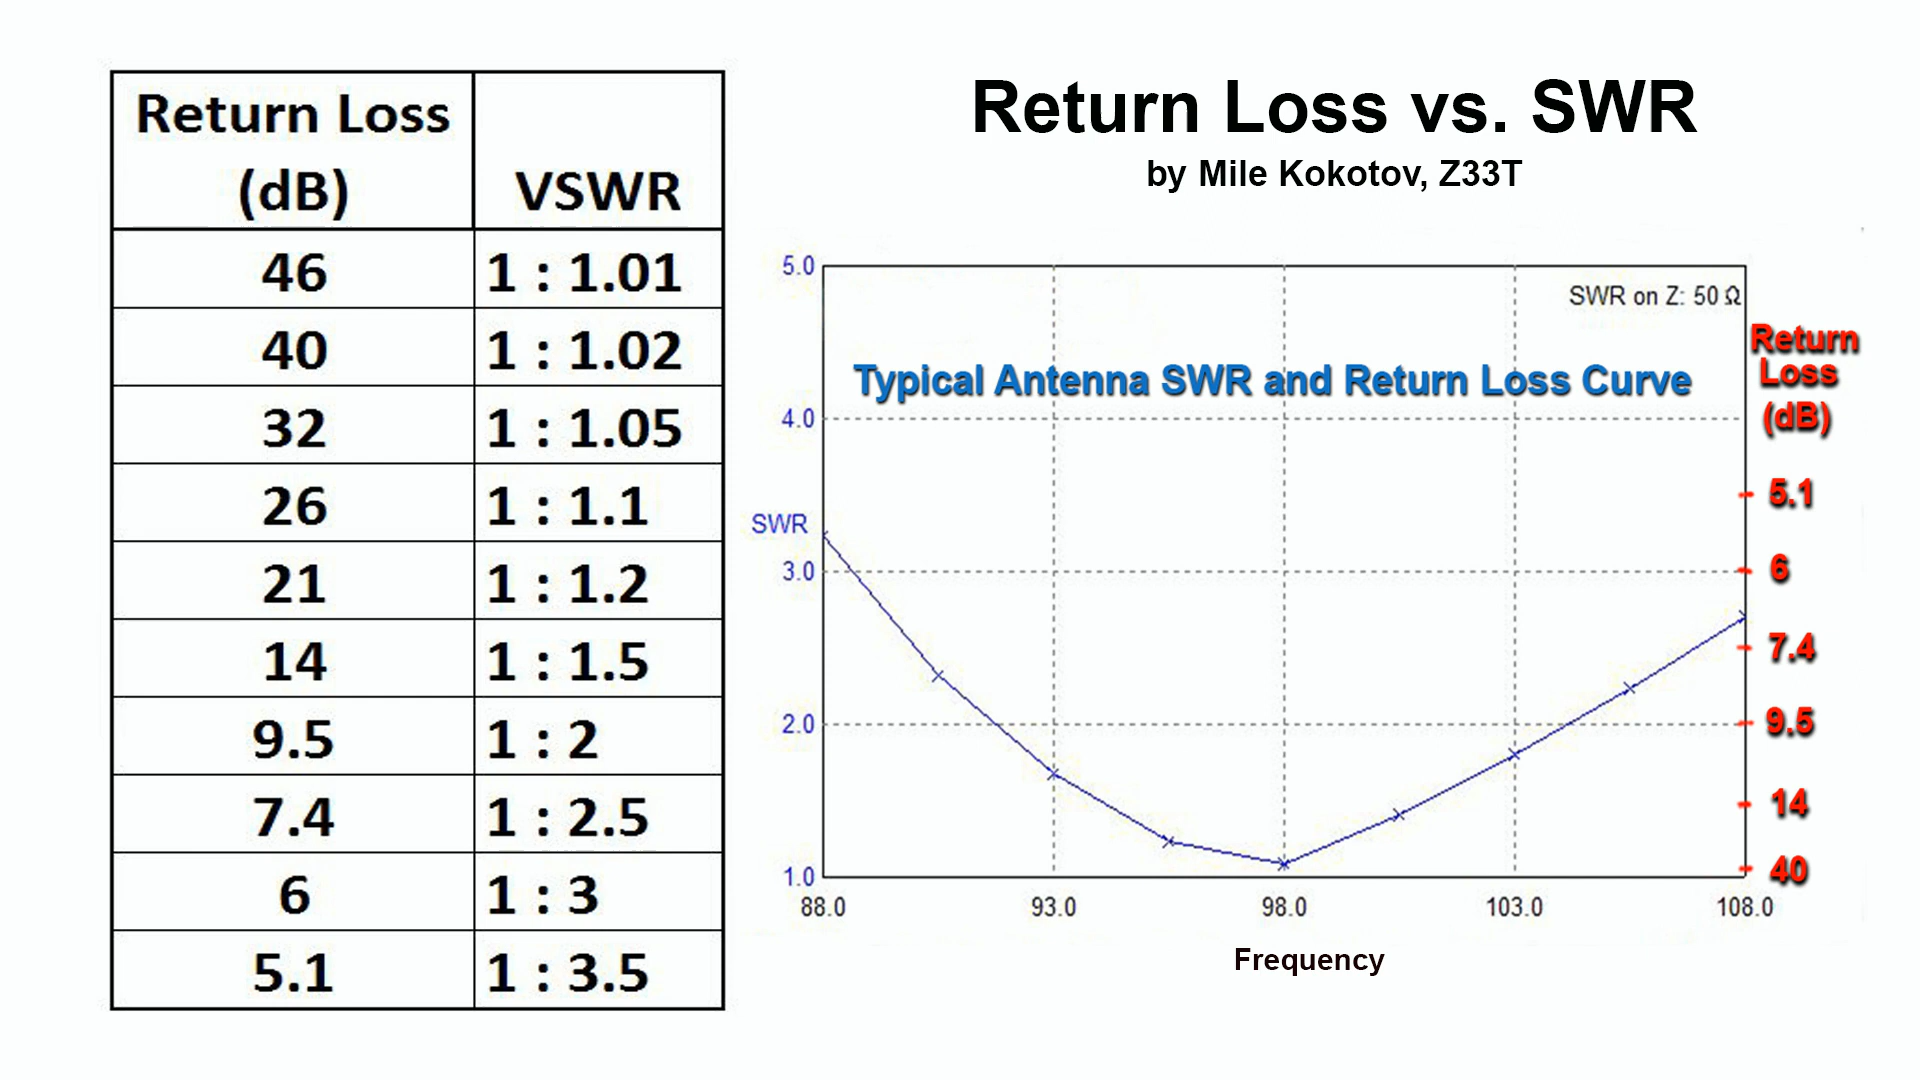 Return Loss vs. SWR
by Mile Kokotov, Z33T
Return Loss
(dB) VSWR
46 1 : 1.01
40 1 : 1.02
32 1 : 1.05
26 1 : 1.1
21 1 : 1.2
14 1 : 1.5
9.5 1 : 2
7.4 1 : 2.5
6 1 : 3
5.1 1 : 3.5
SWR on Z: 50 Ω
Typical Antenna SWR and Return Loss Curve
SWR
5.0
4.0
3.0
2.0
1.0
88.0 93.0 98.0 103.0 108.0
Frequency
Return
Loss
(dB)
5.1
6
7.4
9.5
14
40